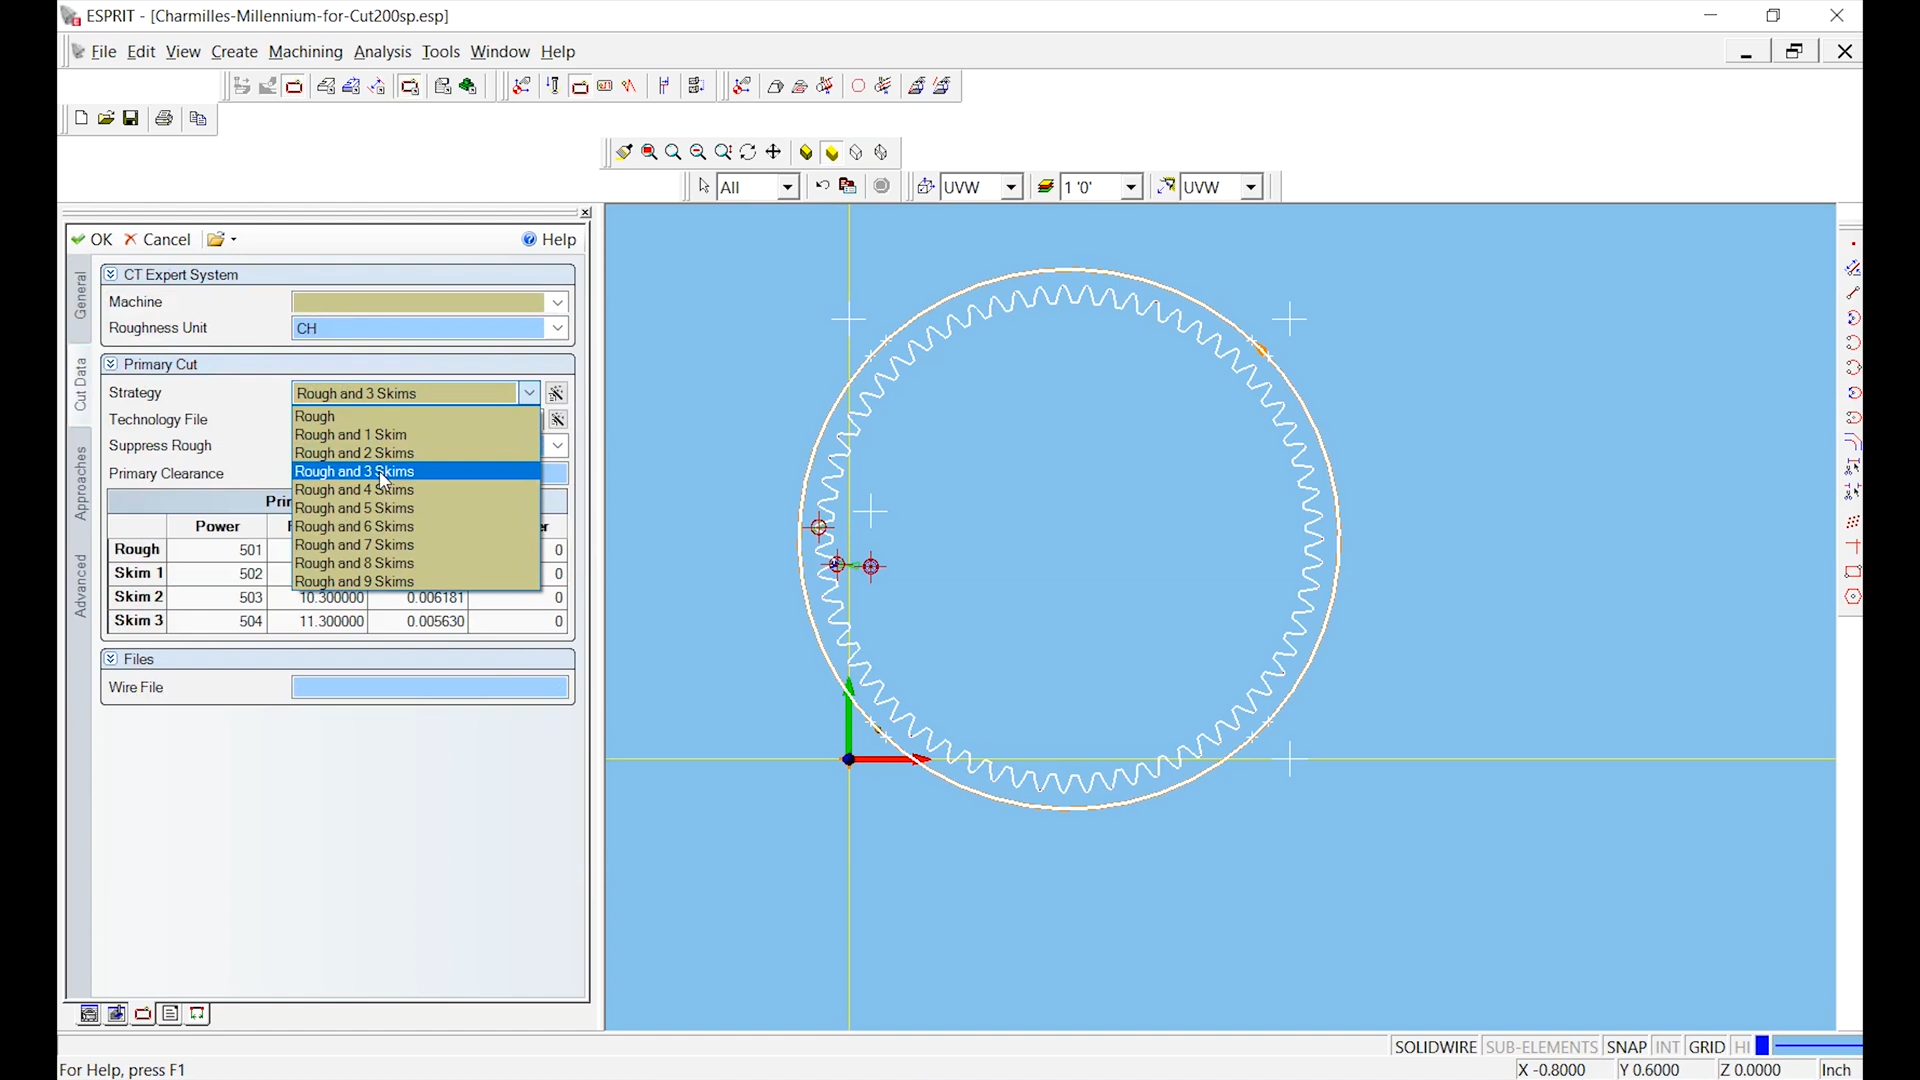 ESPRIT - [Charmilles-Millennium-for-Cut200sp.esp]
File Edit View Create Machining Analysis Tools Window Help
All UVW 1 '0' UVW
OK Cancel Help
General
Cut Data
Approaches
Advanced
CT Expert System
Machine
Roughness Unit CH
Primary Cut
Strategy Rough and 3 Skims
Technology File
Suppress Rough
Primary Clearance
Rough
Rough and 1 Skim
Rough and 2 Skims
Rough and 3 Skims
Rough and 4 Skims
Rough and 5 Skims
Rough and 6 Skims
Rough and 7 Skims
Rough and 8 Skims
Rough and 9 Skims
Power
Rough 501 0
Skim 1 502 0
Skim 2 503 10.300000 0.006181 0
Skim 3 504 11.300000 0.005630 0
Files
Wire File
SOLIDWIRE SUB-ELEMENTS SNAP INT GRID HI
For Help, press F1 X -0.8000 Y 0.6000 Z 0.0000 Inch